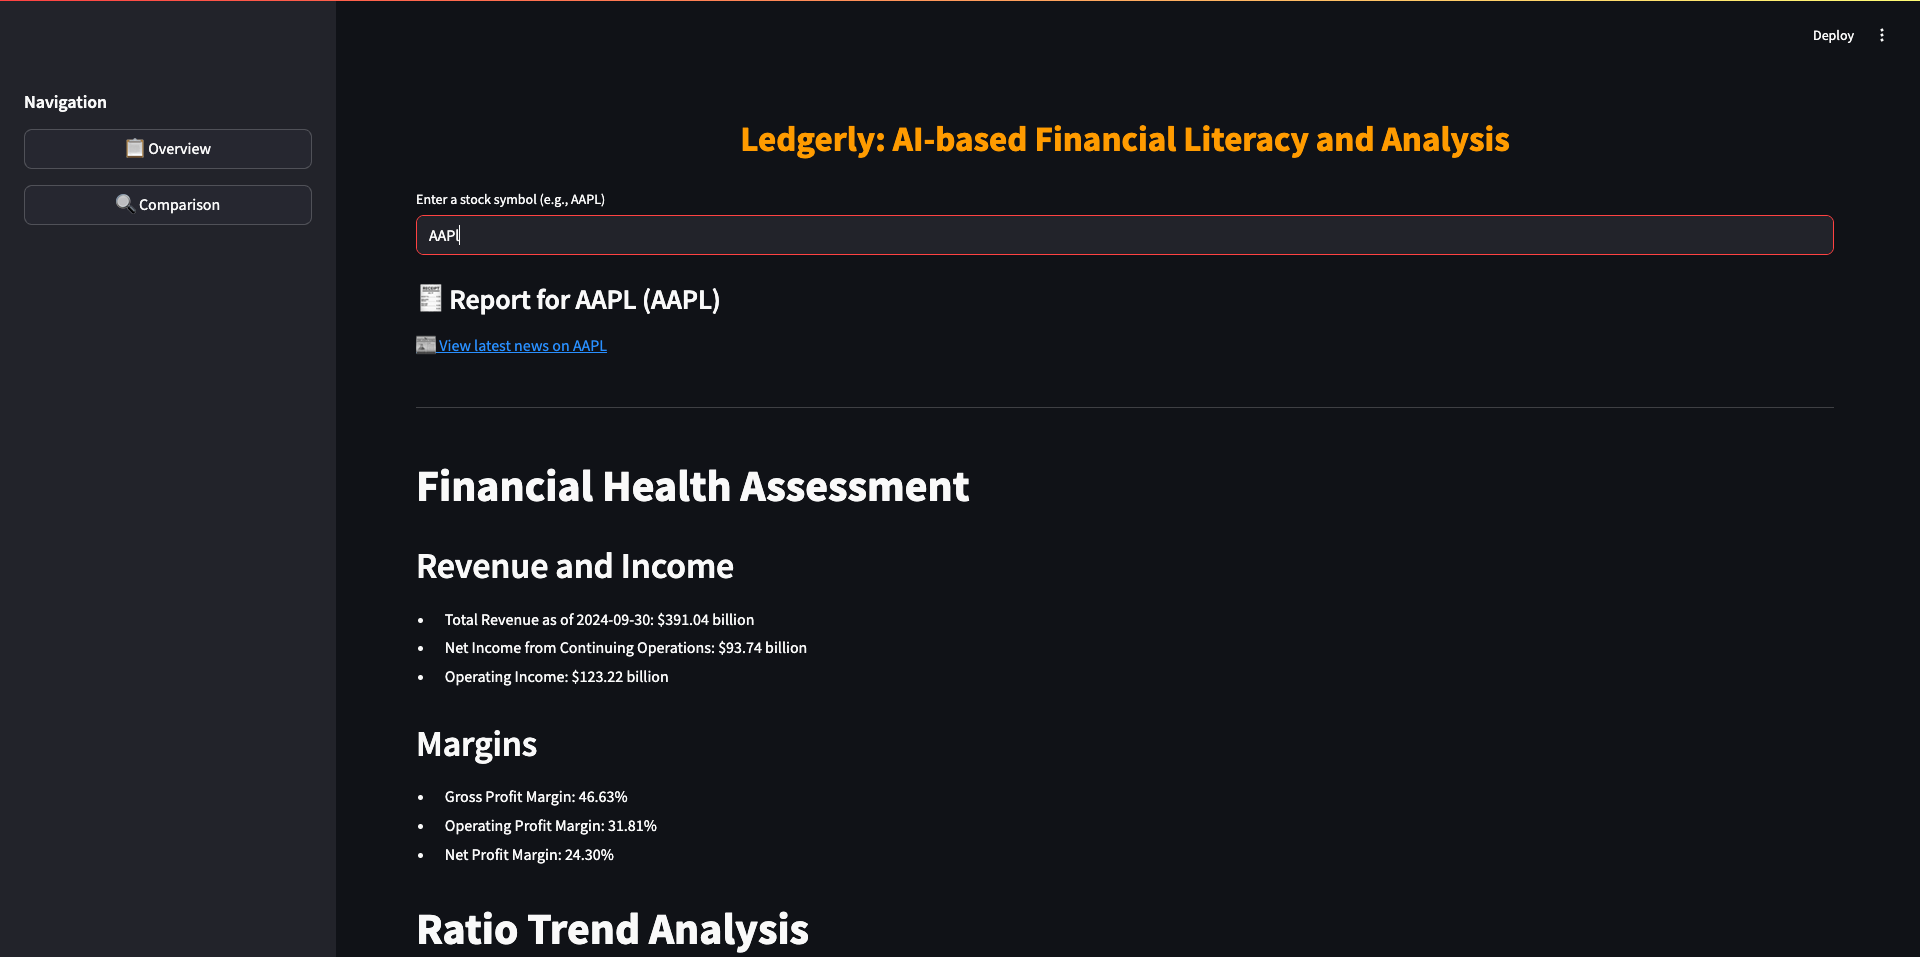 Deploy
Navigation
Overview
Comparison
Ledgerly: AI-based Financial Literacy and Analysis
Enter a stock symbol (e.g., AAPL)
AAPl
Report for AAPL (AAPL)
View latest news on AAPL
Financial Health Assessment
Revenue and Income
• Total Revenue as of 2024-09-30: $391.04 billion
• Net Income from Continuing Operations: $93.74 billion
• Operating Income: $123.22 billion
Margins
• Gross Profit Margin: 46.63%
• Operating Profit Margin: 31.81%
• Net Profit Margin: 24.30%
Ratio Trend Analysis